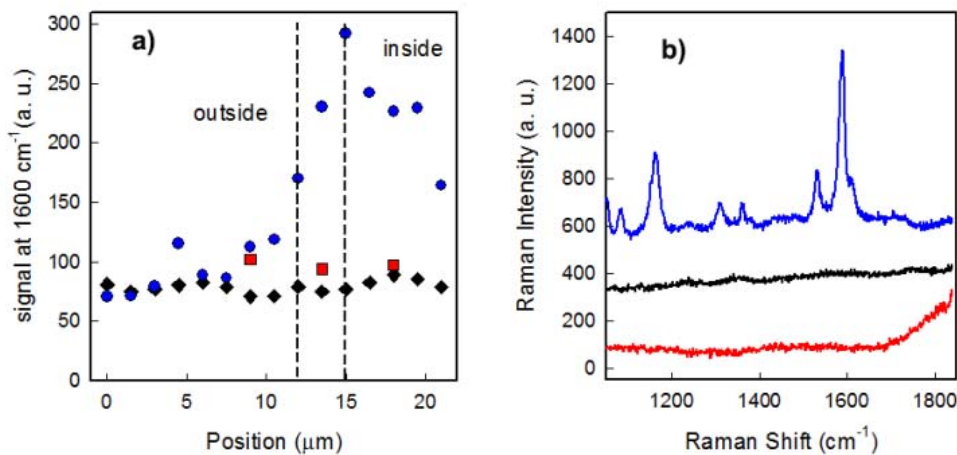 a)
outside
inside
signal at 1600 cm⁻¹(a. u.)
300
250
200
150
100
50
0
0 5 10 15 20
Position (μm)
b)
Raman Intensity (a. u.)
1400
1200
1000
800
600
400
200
0
1200 1400 1600 1800
Raman Shift (cm⁻¹)